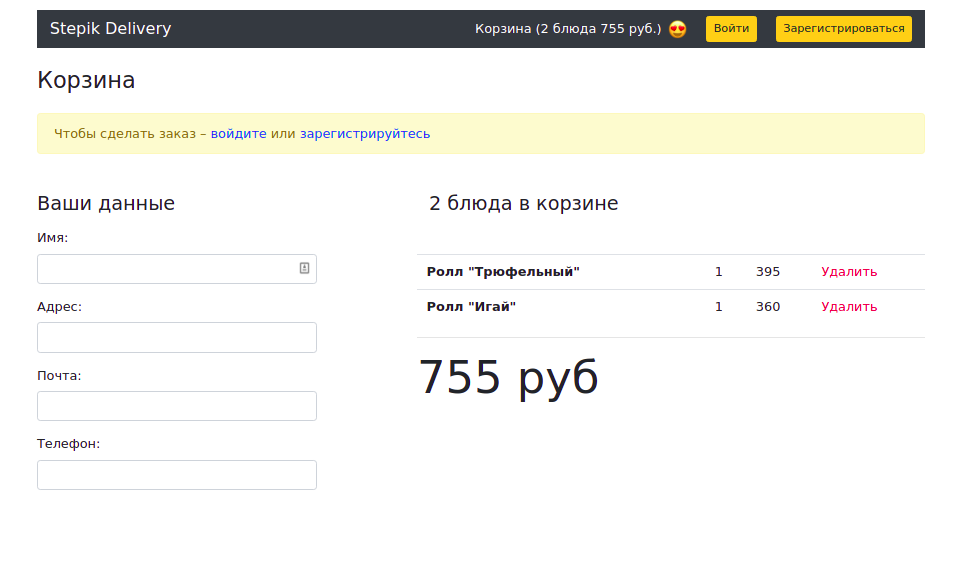 Stepik Delivery
Корзина (2 блюда 755 руб.) 😍 Войти Зарегистрироваться
Корзина
Чтобы сделать заказ – войдите или зарегистрируйтесь
Ваши данные
Имя:
Адрес:
Почта:
Телефон:
2 блюда в корзине
Ролл "Трюфельный" 1 395 Удалить
Ролл "Игай" 1 360 Удалить
755 руб